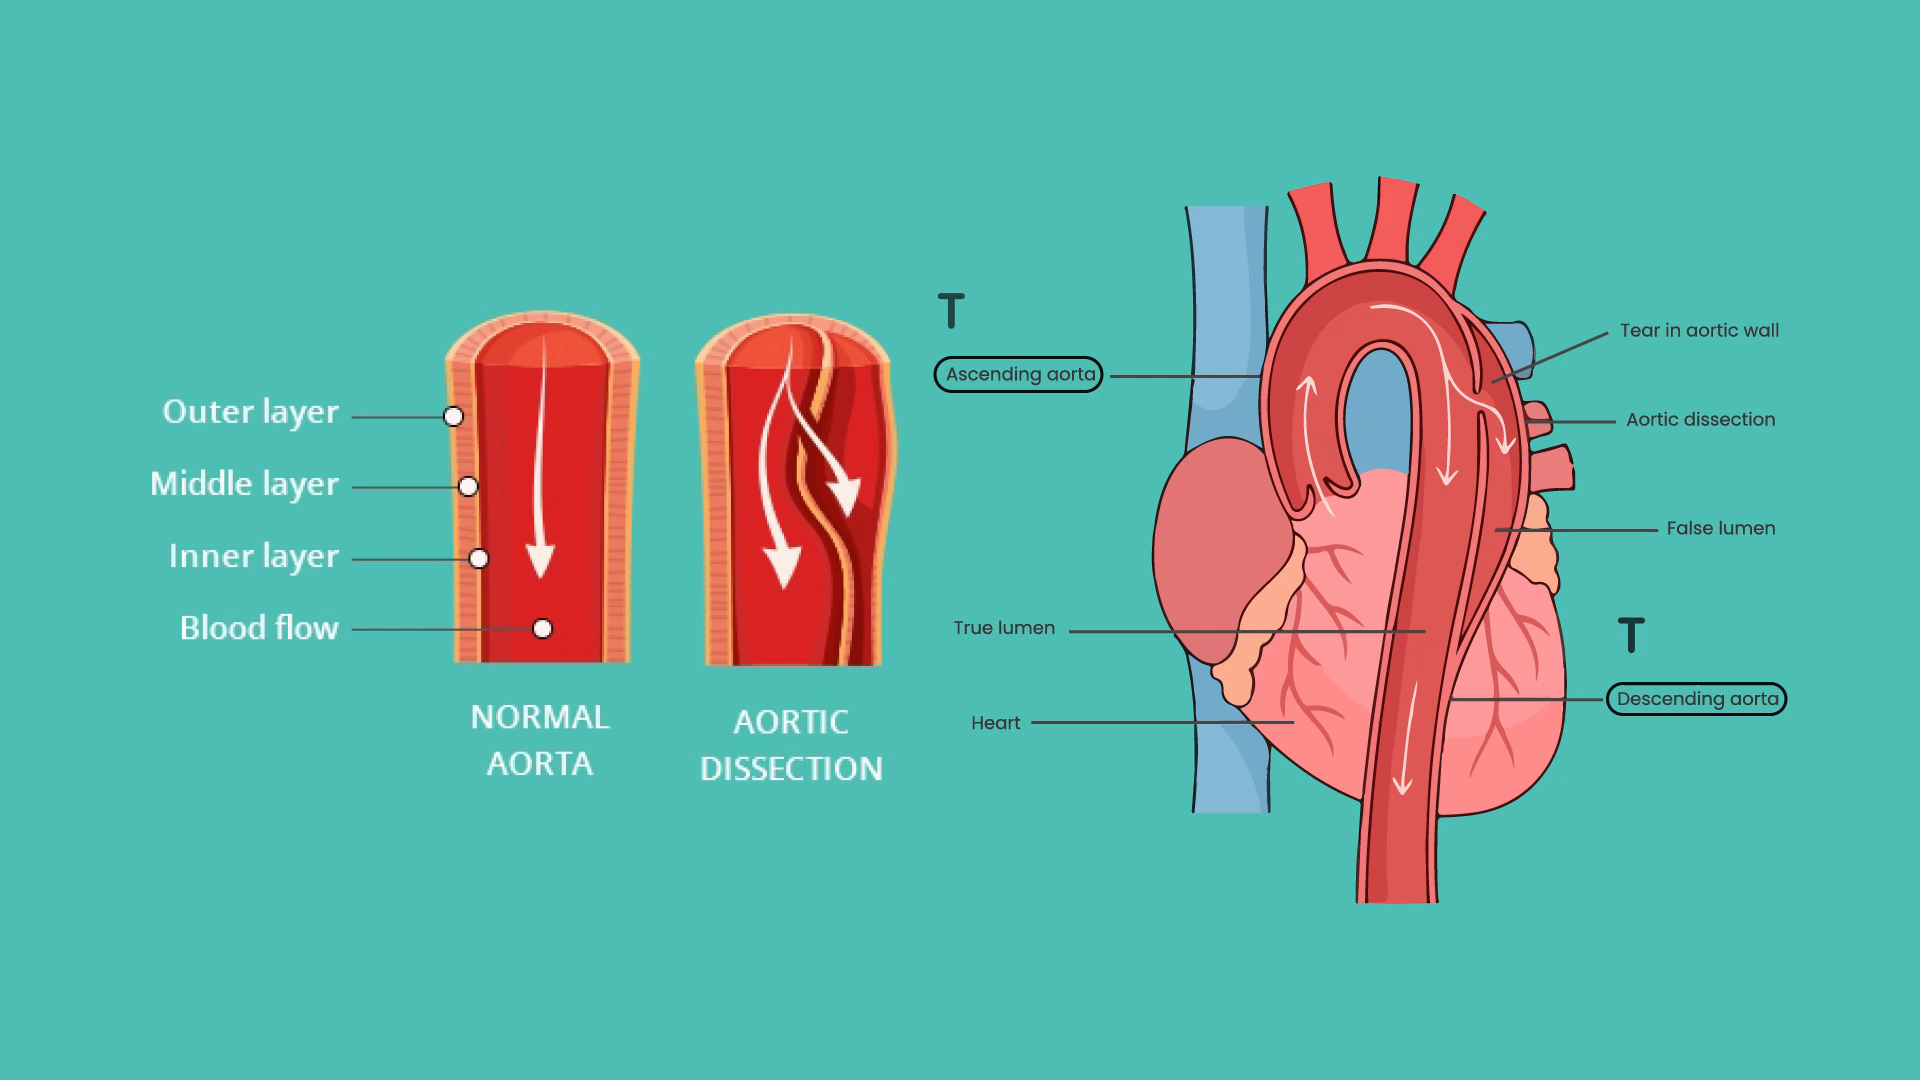 Outer layer
Middle layer
Inner layer
Blood flow
NORMAL
AORTA
AORTIC
DISSECTION
T
Ascending aorta
True lumen
Heart
Tear in aortic wall
Aortic dissection
False lumen
T
Descending aorta